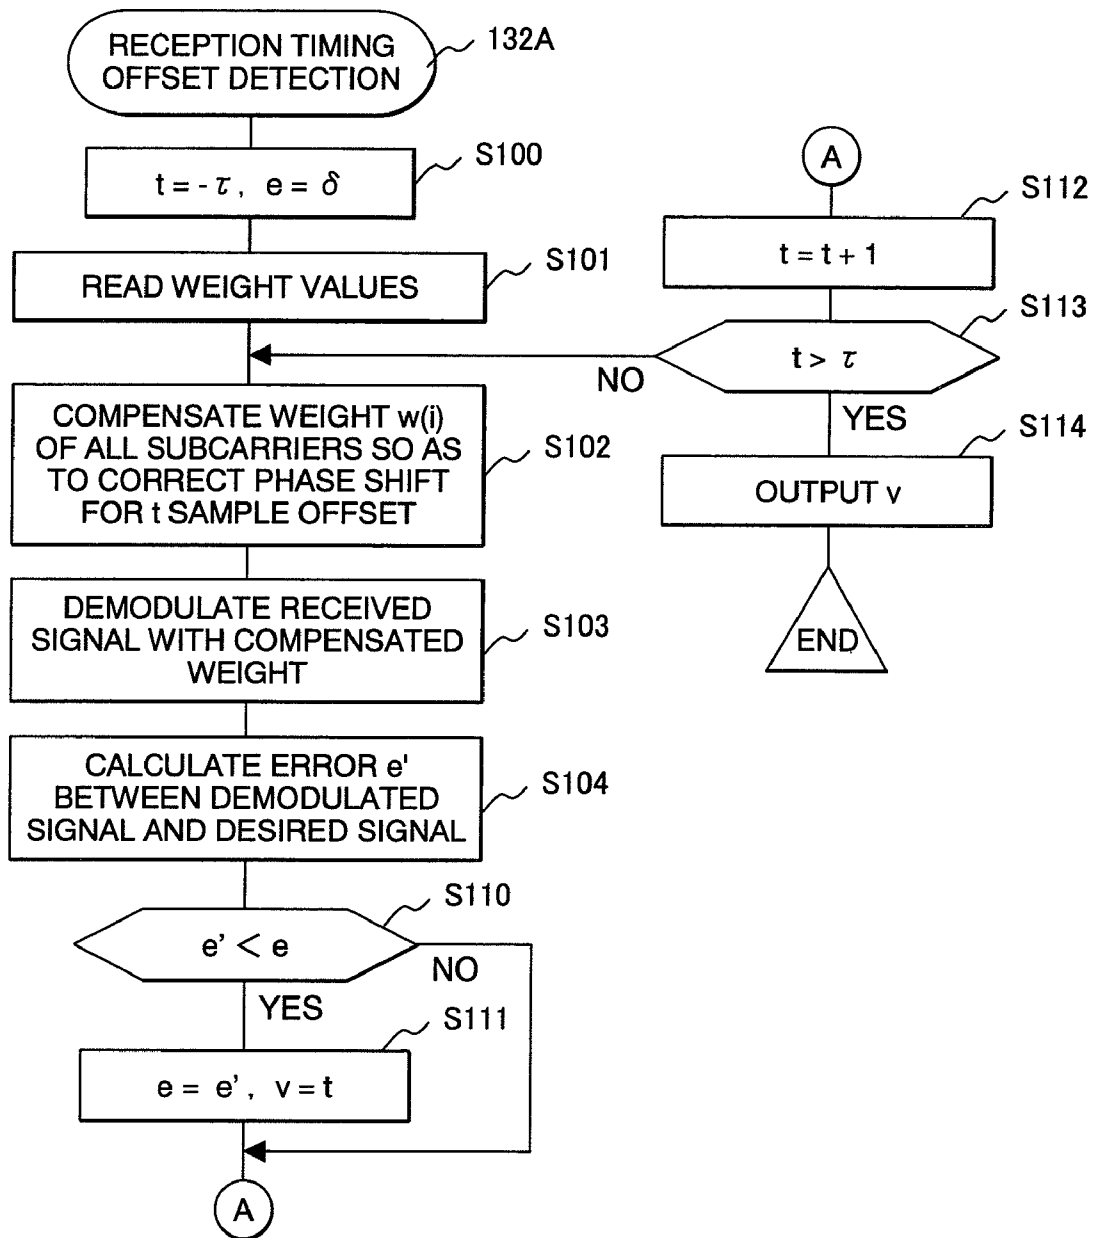 RECEPTION TIMING
OFFSET DETECTION
132A
t = - τ, e = δ
S100
READ WEIGHT VALUES
S101
COMPENSATE WEIGHT w(i)
OF ALL SUBCARRIERS SO AS
TO CORRECT PHASE SHIFT
FOR t SAMPLE OFFSET
S102
DEMODULATE RECEIVED
SIGNAL WITH COMPENSATED
WEIGHT
S103
CALCULATE ERROR e'
BETWEEN DEMODULATED
SIGNAL AND DESIRED SIGNAL
S104
e' < e
S110
NO
YES
e = e', v = t
S111
A
A
t = t + 1
S112
t > τ
S113
NO
YES
OUTPUT v
S114
END